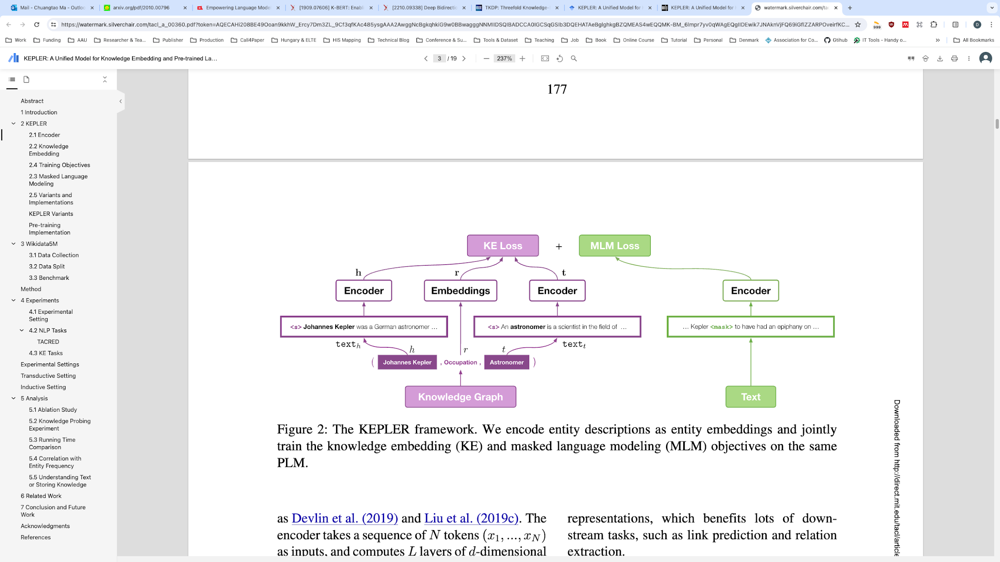 Mail - Chuangtao Ma - Outlo
arxiv.org/pdf/2010.00796
Empowering Language Mode
[1909.07606] K-BERT: Enabl
[2210.09338] Deep Bidirectio
TKDP: Threefold Knowledge-
KEPLER: A Unified Model for
KEPLER: A Unified Model for
watermark.silverchair.com/tac
999
D
Work
Funding
AAU
Researcher & Tea...
Publisher
Production
Call4Paper
Hungary & ELTE
HIS Mapping
Technical Blog
Conference & Su...
Tools & Dataset
Teaching
Job
Book
Online Course
Tutorial
Personal
Denmark
Association for Co...
Gtihub
IT Tools - Handy o...
All Bookmarks
KEPLER: A Unified Model for Knowledge Embedding and Pre-trained La...
3 / 19
237%
Abstract
1 Introduction
2 KEPLER
2.1 Encoder
2.2 Knowledge
Embedding
2.4 Training Objectives
2.3 Masked Language
Modeling
2.5 Variants and
Implementations
KEPLER Variants
Pre-training
Implementation
3 Wikidata5M
3.1 Data Collection
3.2 Data Split
3.3 Benchmark
Method
4 Experiments
4.1 Experimental
Setting
4.2 NLP Tasks
TACRED
4.3 KE Tasks
Experimental Settings
Transductive Setting
Inductive Setting
5 Analysis
5.1 Ablation Study
5.2 Knowledge Probing
Experiment
5.3 Running Time
Comparison
5.4 Correlation with
Entity Frequency
5.5 Understanding Text
or Storing Knowledge
6 Related Work
7 Conclusion and Future
Work
Acknowledgments
References
177
KE Loss + MLM Loss
h r t
Encoder Embeddings Encoder Encoder
<s> Johannes Kepler was a German astronomer ...
<s> An astronomer is a scientist in the field of ...
... Kepler <mask> to have had an epiphany on ...
text_h h r t text_t
( Johannes Kepler , Occupation , Astronomer )
Knowledge Graph
Text
Figure 2: The KEPLER framework. We encode entity descriptions as entity embeddings and jointly
train the knowledge embedding (KE) and masked language modeling (MLM) objectives on the same
PLM.
as Devlin et al. (2019) and Liu et al. (2019c). The
encoder takes a sequence of N tokens (x1, ..., xN)
as inputs, and computes L layers of d-dimensional
representations, which benefits lots of down-
stream tasks, such as link prediction and relation
extraction.
Downloaded from http://direct.mit.edu/tacl/article